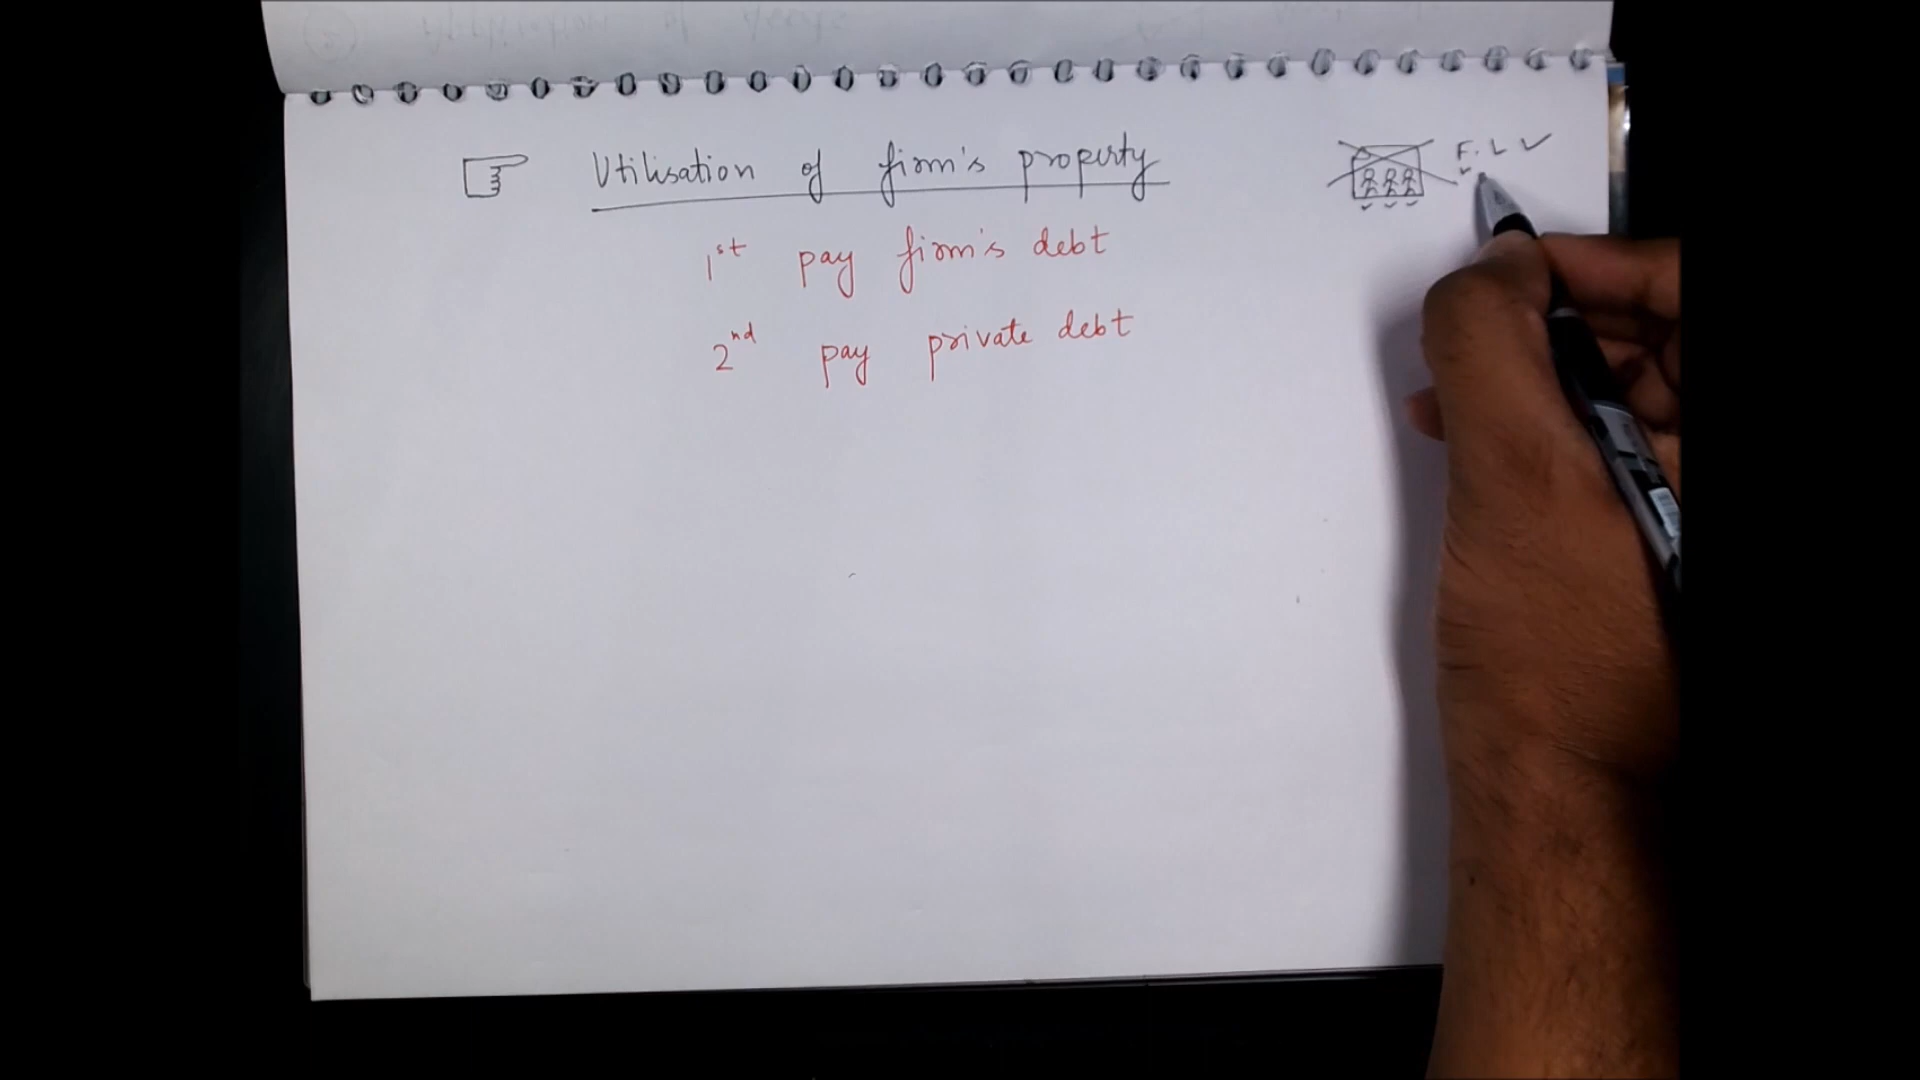 Utilisation of firm's property
F. L
1st pay firm's debt
2nd pay private debt